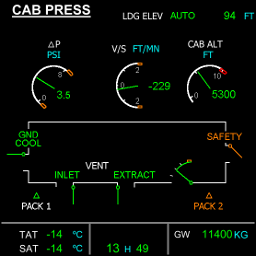 CAB PRESS LDG ELEV AUTO 94 FT
ΔP V/S FT/MN CAB ALT
PSI FT
8 2 10
3.5 -229 5300
0 2 0
GND SAFETY
COOL
VENT
INLET EXTRACT
PACK 1 PACK 2
TAT -14 °C GW 11400 KG
SAT -14 °C 13 H 49